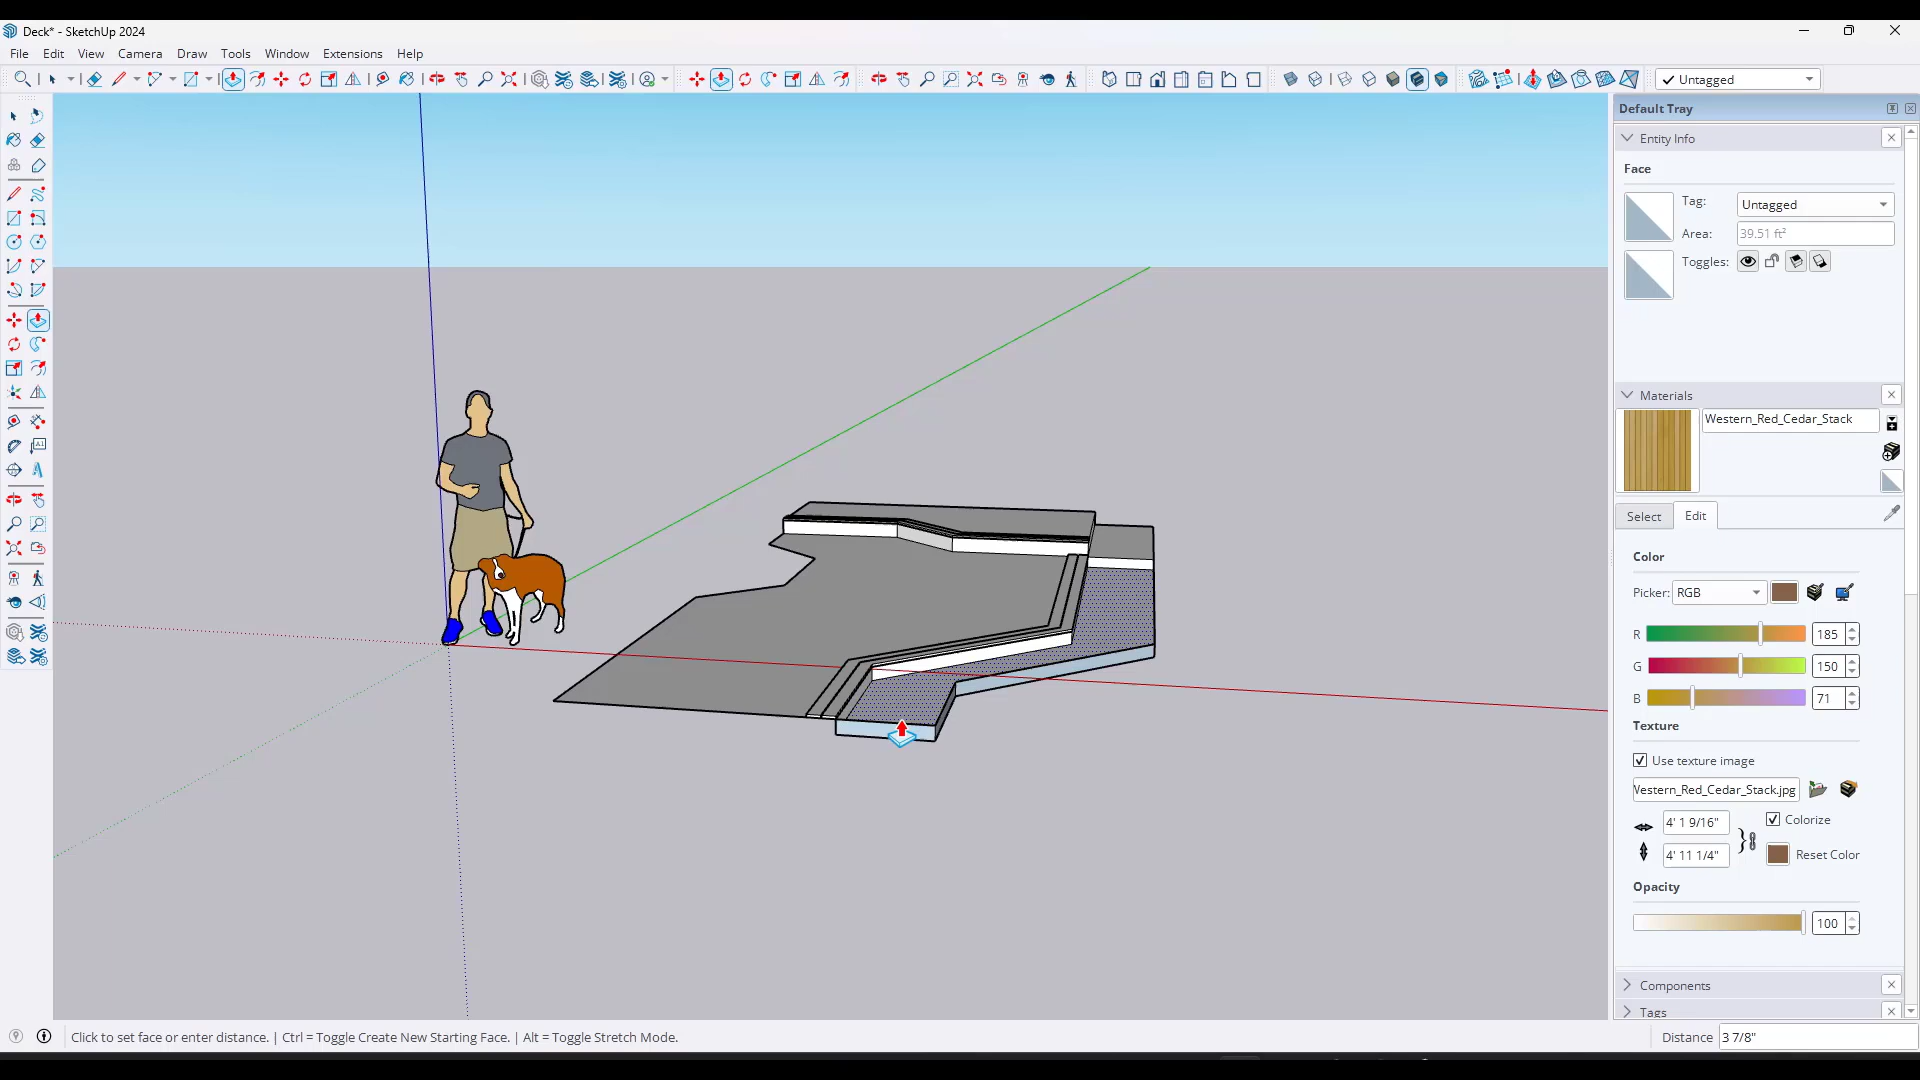 Deck* - SketchUp 2024
File Edit View Camera Draw Tools Window Extensions Help
Untagged
Default Tray
Entity Info
Face
Tag: Untagged
Area: 39.51 ft²
Toggles:
Materials
Western_Red_Cedar_Stack
Select Edit
Color
Picker: RGB
R 185
G 150
B 71
Texture
Use texture image
Western_Red_Cedar_Stack.jpg
4' 1 9/16" Colorize
4' 11 1/4" Reset Color
Opacity
100
Components
Tags
Click to set face or enter distance. | Ctrl = Toggle Create New Starting Face. | Alt = Toggle Stretch Mode.
Distance 3 7/8"